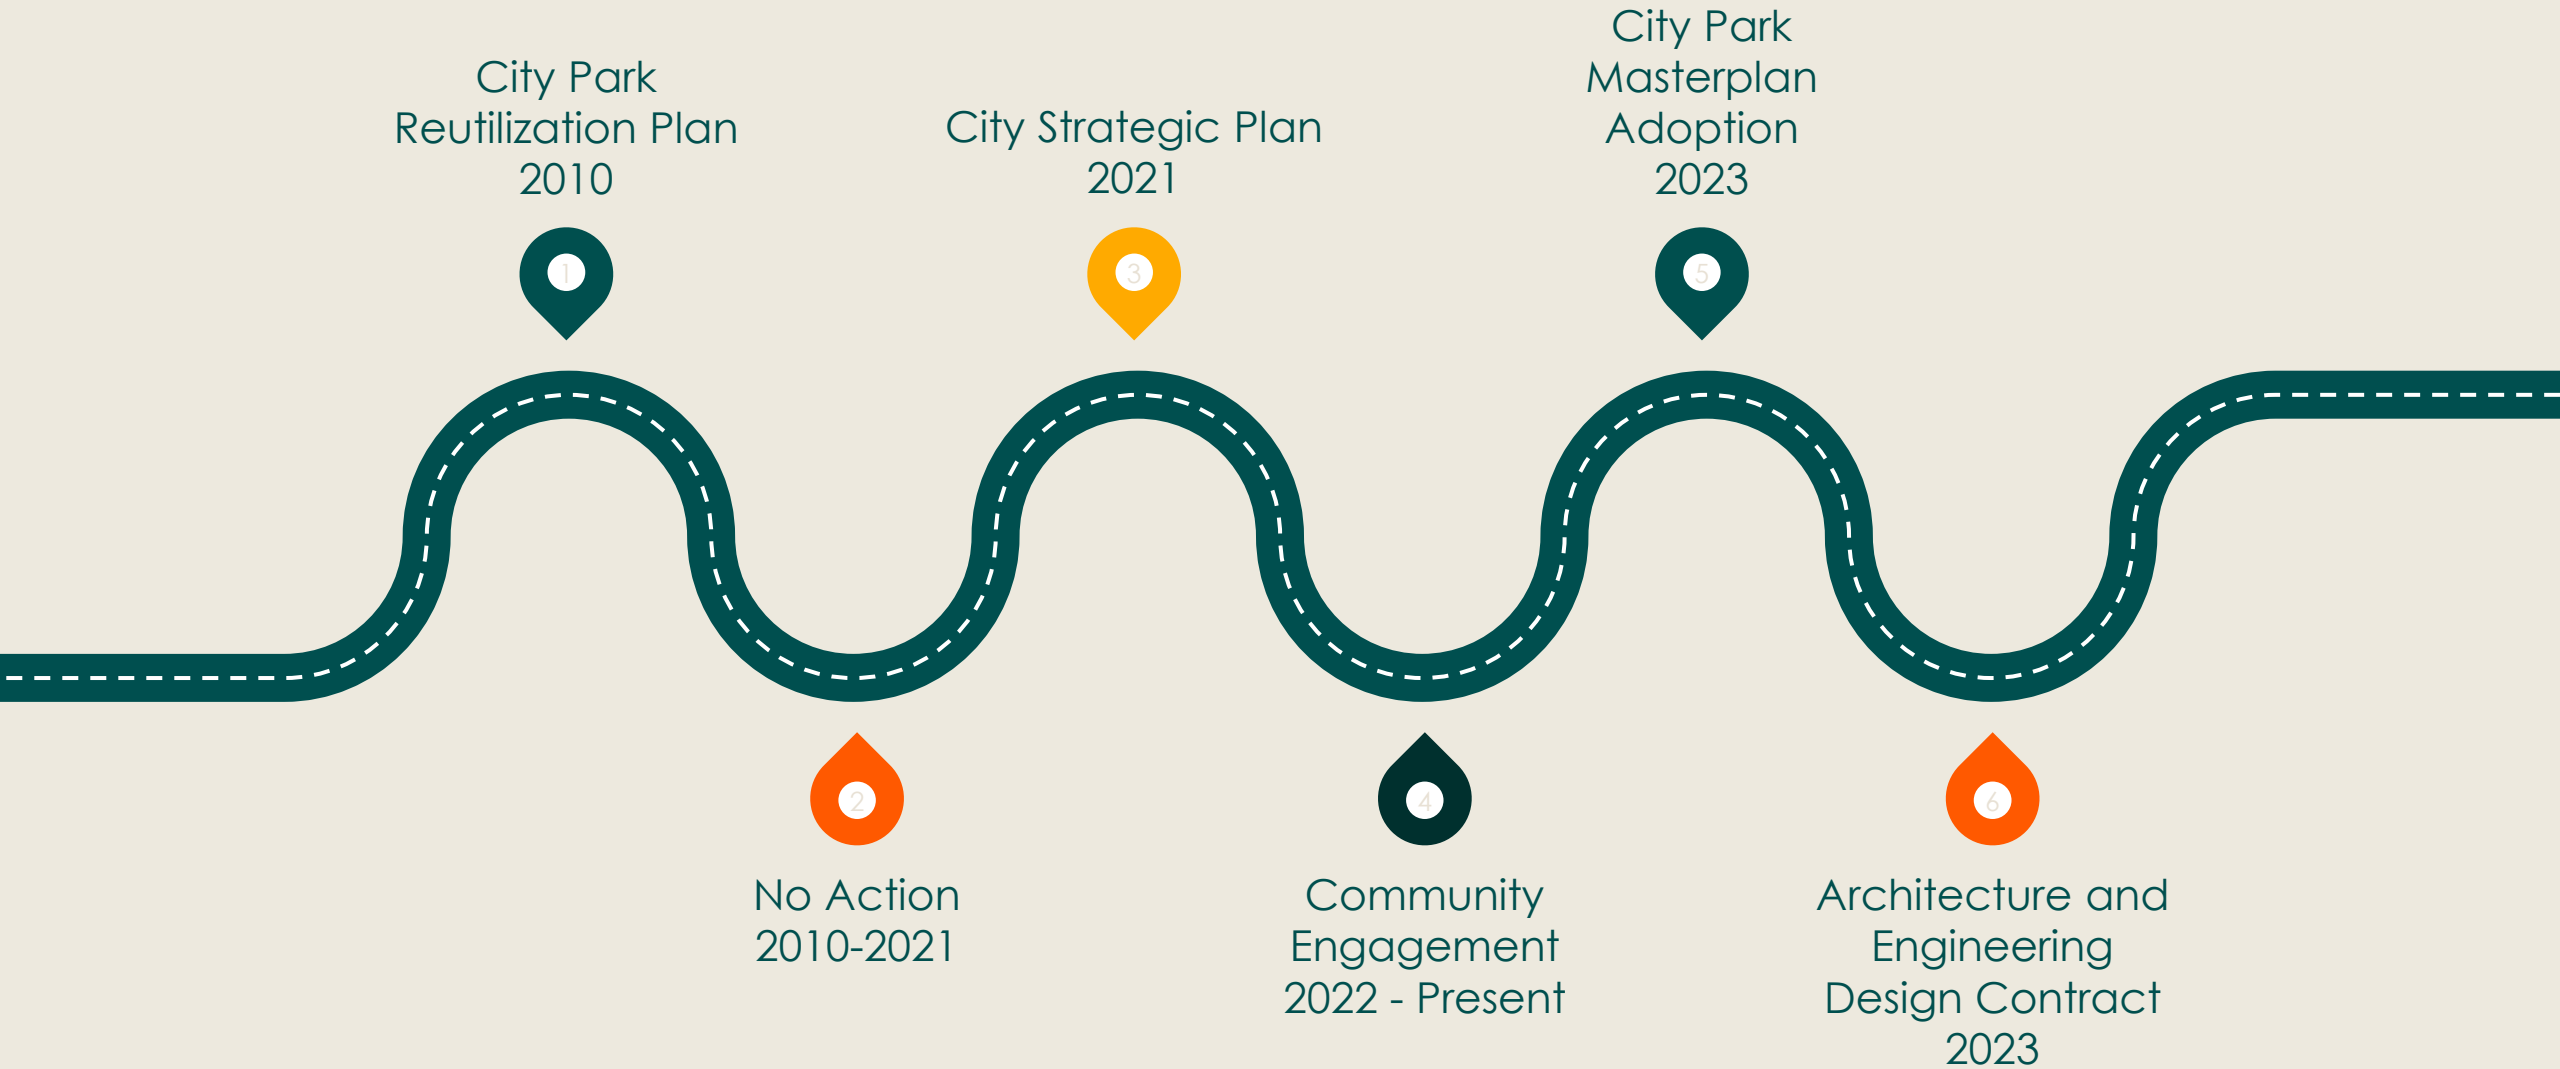 City Park
Reutilization Plan
2010
1
No Action
2010-2021
2
City Strategic Plan
2021
3
Community
Engagement
2022 - Present
4
City Park
Masterplan
Adoption
2023
5
Architecture and
Engineering
Design Contract
2023
6